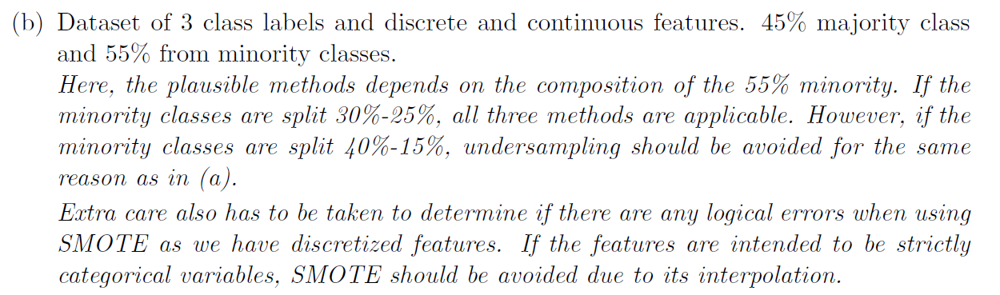 (b) Dataset of 3 class labels and discrete and continuous features. 45% majority class
and 55% from minority classes.
Here, the plausible methods depends on the composition of the 55% minority. If the
minority classes are split 30%-25%, all three methods are applicable. However, if the
minority classes are split 40%-15%, undersampling should be avoided for the same
reason as in (a).
Extra care also has to be taken to determine if there are any logical errors when using
SMOTE as we have discretized features. If the features are intended to be strictly
categorical variables, SMOTE should be avoided due to its interpolation.